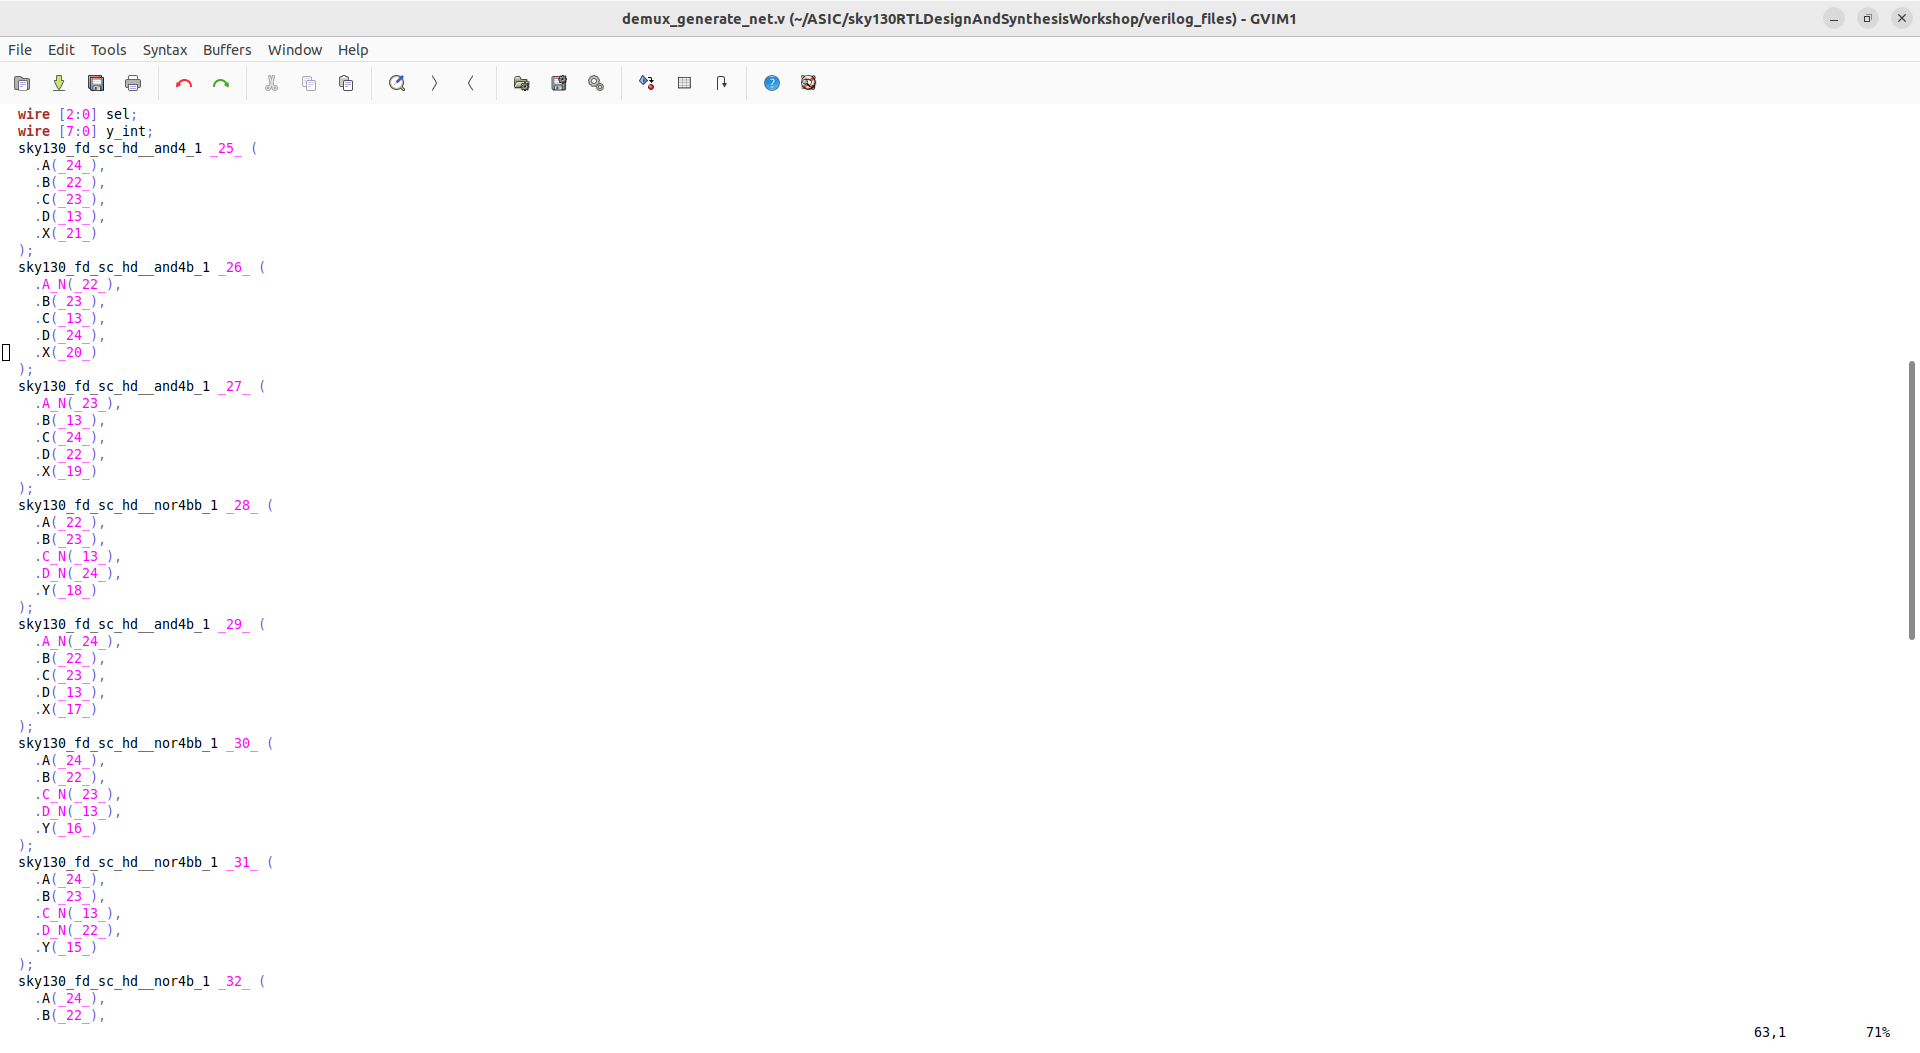 demux_generate_net.v (~/ASIC/sky130RTLDesignAndSynthesisWorkshop/verilog_files) - GVIM1
File Edit Tools Syntax Buffers Window Help
wire [2:0] sel;
wire [7:0] y_int;
sky130_fd_sc_hd__and4_1 _25_ (
.A(_24_),
.B(_22_),
.C(_23_),
.D(_13_),
.X(_21_)
);
sky130_fd_sc_hd__and4b_1 _26_ (
.A_N(_22_),
.B(_23_),
.C(_13_),
.D(_24_),
.X(_20_)
);
sky130_fd_sc_hd__and4b_1 _27_ (
.A_N(_23_),
.B(_13_),
.C(_24_),
.D(_22_),
.X(_19_)
);
sky130_fd_sc_hd__nor4bb_1 _28_ (
.A(_22_),
.B(_23_),
.C_N(_13_),
.D_N(_24_),
.Y(_18_)
);
sky130_fd_sc_hd__and4b_1 _29_ (
.A_N(_24_),
.B(_22_),
.C(_23_),
.D(_13_),
.X(_17_)
);
sky130_fd_sc_hd__nor4bb_1 _30_ (
.A(_24_),
.B(_22_),
.C_N(_23_),
.D_N(_13_),
.Y(_16_)
);
sky130_fd_sc_hd__nor4bb_1 _31_ (
.A(_24_),
.B(_23_),
.C_N(_13_),
.D_N(_22_),
.Y(_15_)
);
sky130_fd_sc_hd__nor4b_1 _32_ (
.A(_24_),
.B(_22_),
63,1 71%